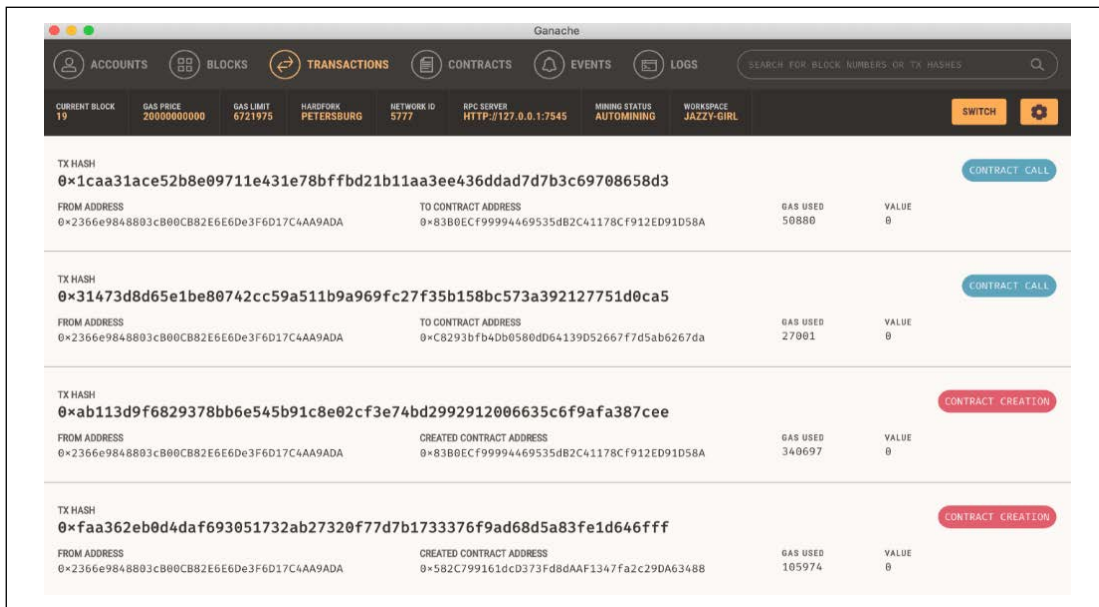 Ganache
ACCOUNTS BLOCKS TRANSACTIONS CONTRACTS EVENTS LOGS SEARCH FOR BLOCK NUMBERS OR TX HASHES
CURRENT BLOCK GAS PRICE GAS LIMIT HARDFORK NETWORK ID RPC SERVER MINING STATUS WORKSPACE
19 20000000000 6721975 PETERSBURG 5777 HTTP://127.0.0.1:7545 AUTOMINING JAZZY-GIRL SWITCH
TX HASH
0×1caa31ace52b8e09711e431e78bffbd21b11aa3ee436ddad7d7b3c69708658d3 CONTRACT CALL
FROM ADDRESS TO CONTRACT ADDRESS GAS USED VALUE
0×2366e9848803cB00CB82E6E6De3F6D17C4AA9ADA 0×83B0ECf99994469535dB2C41178Cf912ED91D58A 50880 0
TX HASH
0×31473d8d65e1be80742cc59a511b9a969fc27f35b158bc573a392127751d0ca5 CONTRACT CALL
FROM ADDRESS TO CONTRACT ADDRESS GAS USED VALUE
0×2366e9848803cB00CB82E6E6De3F6D17C4AA9ADA 0×C8293bfb4Db0580dD64139D52667f7d5ab6267da 27001 0
TX HASH
0×ab113d9f6829378bb6e545b91c8e02cf3e74bd2992912006635c6f9afa387cee CONTRACT CREATION
FROM ADDRESS CREATED CONTRACT ADDRESS GAS USED VALUE
0×2366e9848803cB00CB82E6E6De3F6D17C4AA9ADA 0×83B0ECf99994469535dB2C41178Cf912ED91D58A 340697 0
TX HASH
0×faa362eb0d4daf693051732ab27320f77d7b1733376f9ad68d5a83fe1d646fff CONTRACT CREATION
FROM ADDRESS CREATED CONTRACT ADDRESS GAS USED VALUE
0×2366e9848803cB00CB82E6E6De3F6D17C4AA9ADA 0×582C799161dcD373Fd8dAAF1347fa2c29DA63488 105974 0